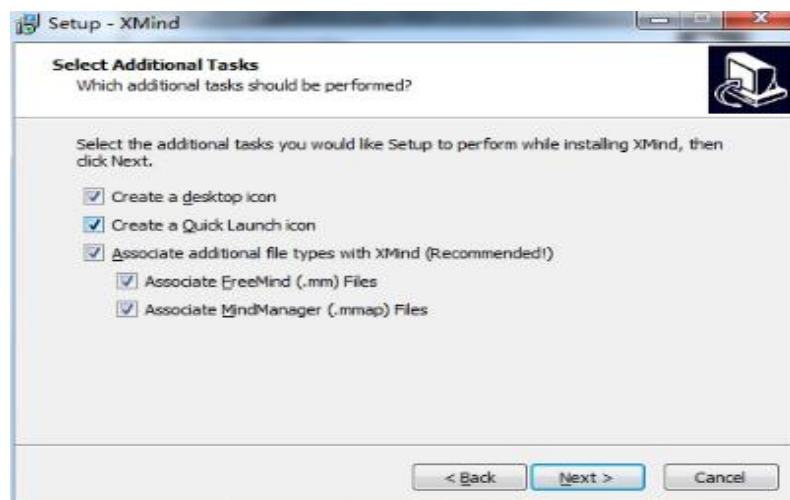 Setup - XMind
Select Additional Tasks
Which additional tasks should be performed?
Select the additional tasks you would like Setup to perform while installing XMind, then
click Next.
Create a desktop icon
Create a Quick Launch icon
Associate additional file types with XMind (Recommended!)
Associate FreeMind (.mm) Files
Associate MindManager (.mmap) Files
< Back
Next >
Cancel